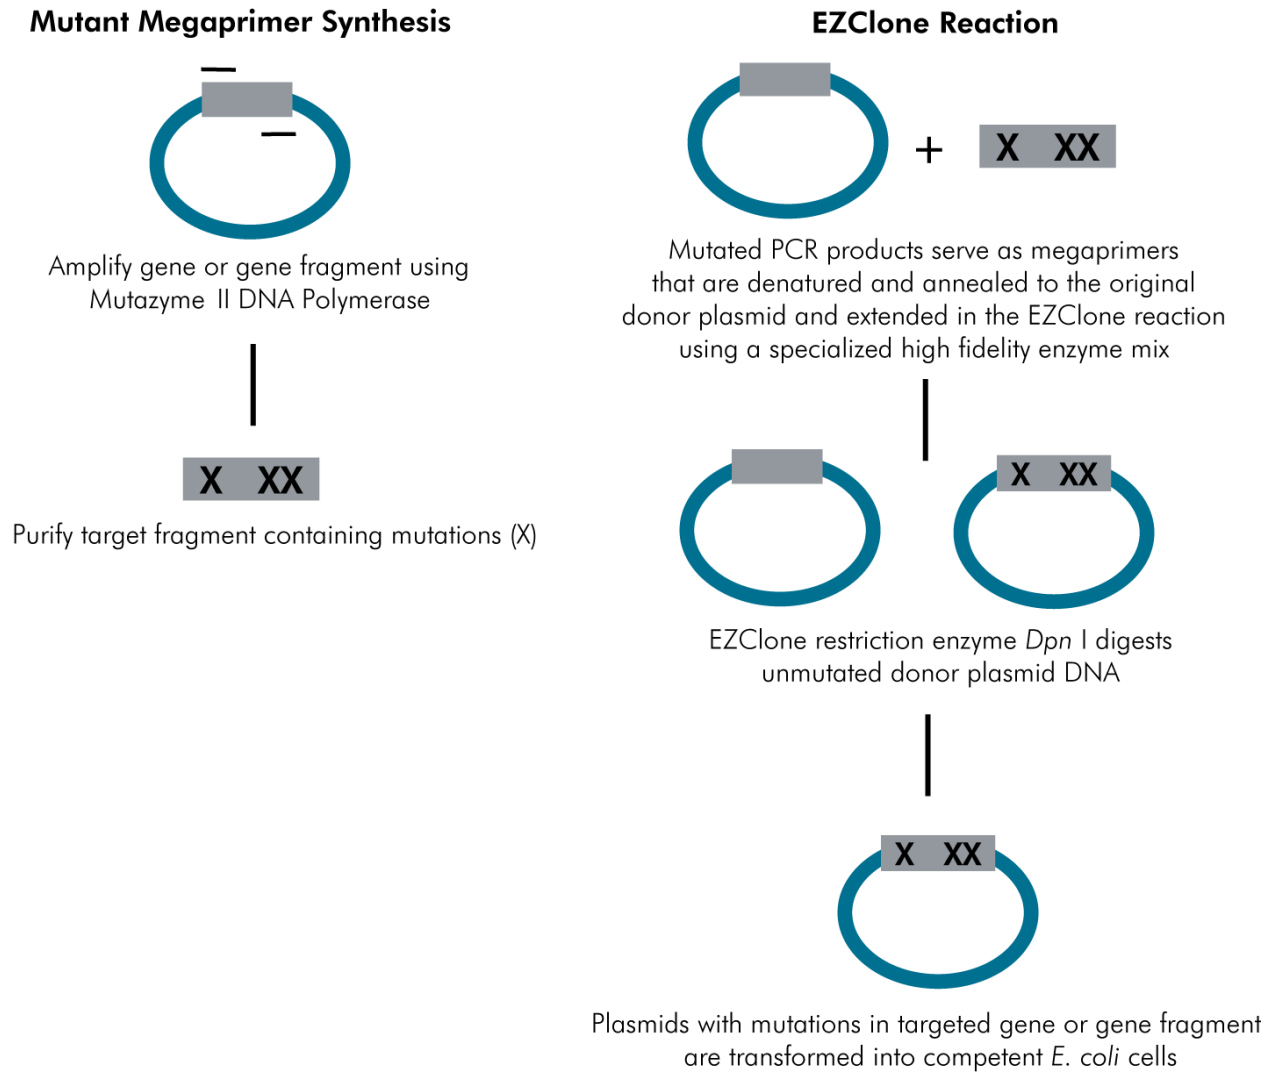 Mutant Megaprimer Synthesis
Amplify gene or gene fragment using
Mutazyme II DNA Polymerase
X XX
Purify target fragment containing mutations (X)
EZClone Reaction
+
X XX
Mutated PCR products serve as megaprimers
that are denatured and annealed to the original
donor plasmid and extended in the EZClone reaction
using a specialized high fidelity enzyme mix
X XX
EZClone restriction enzyme Dpn I digests
unmutated donor plasmid DNA
X XX
Plasmids with mutations in targeted gene or gene fragment
are transformed into competent E. coli cells